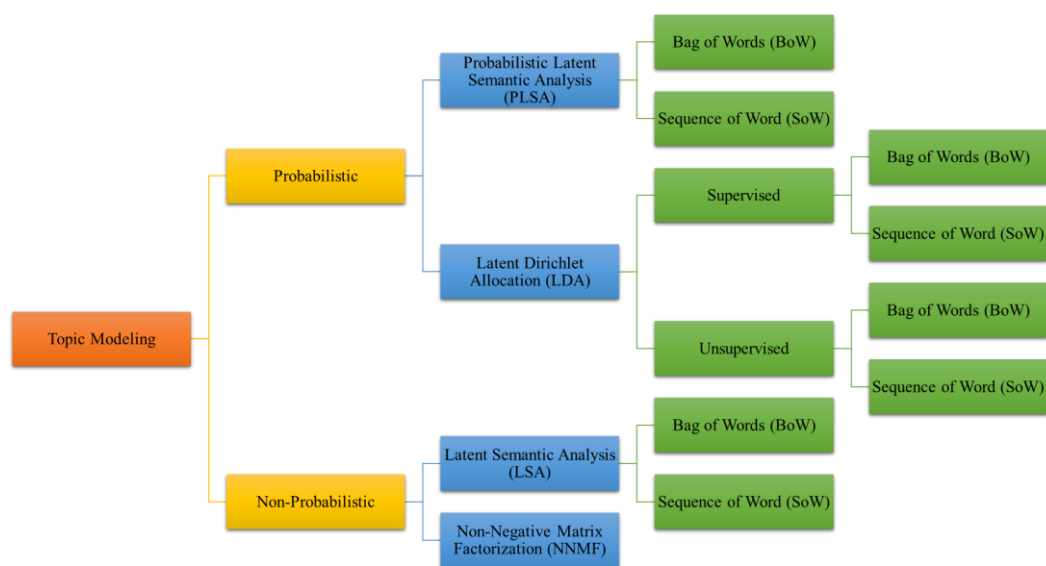 Topic Modeling
Probabilistic
Probabilistic Latent
Semantic Analysis
(PLSA)
Bag of Words (BoW)
Sequence of Word (SoW)
Latent Dirichlet
Allocation (LDA)
Supervised
Bag of Words (BoW)
Sequence of Word (SoW)
Unsupervised
Bag of Words (BoW)
Sequence of Word (SoW)
Non-Probabilistic
Latent Semantic Analysis
(LSA)
Bag of Words (BoW)
Sequence of Word (SoW)
Non-Negative Matrix
Factorization (NNMF)